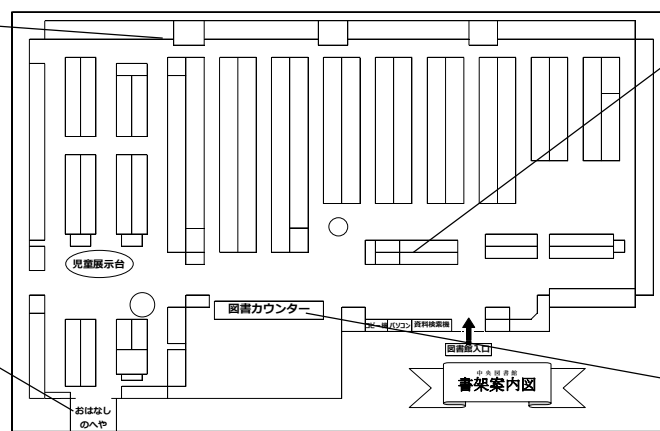 児童展示台
図書カウンター
コピー機
パソコン
資料検索機
図書館入口
中央図書館
書架案内図
おはなし
のへや